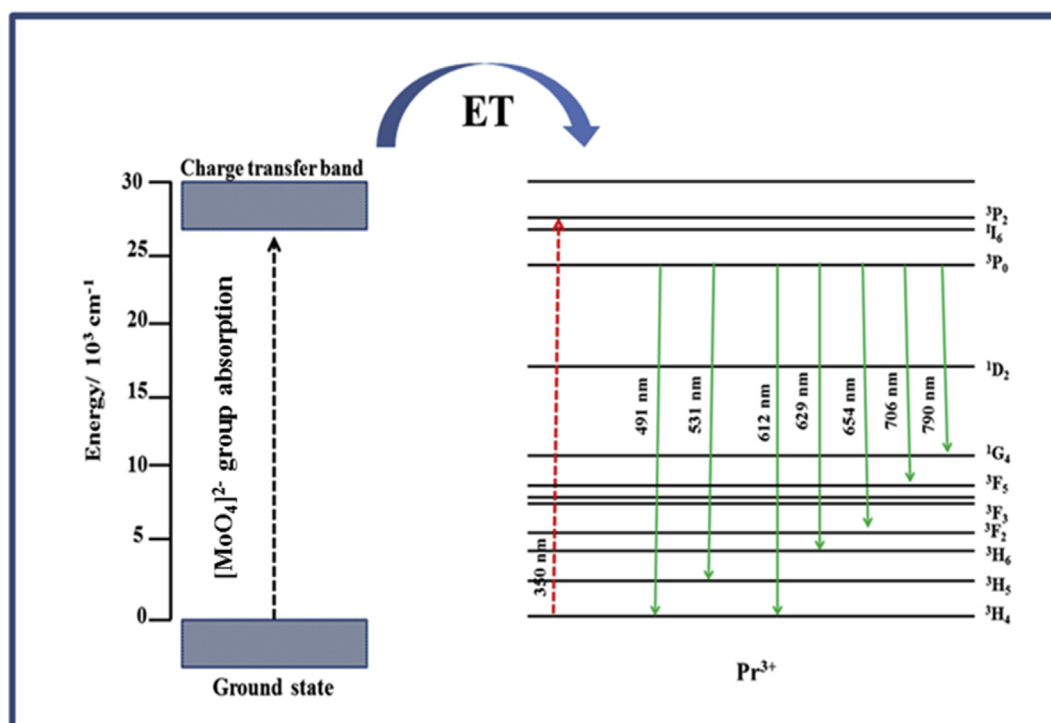 ET
Charge transfer band
30
25
20
15
10
5
0
Energy/ 10³ cm⁻¹
[MoO₄]²⁻ group absorption
Ground state
350 nm
491 nm
531 nm
612 nm
629 nm
654 nm
706 nm
790 nm
³P₂
¹I₆
³P₀
¹D₂
¹G₄
³F₅
³F₃
³F₂
³H₆
³H₅
³H₄
Pr³⁺